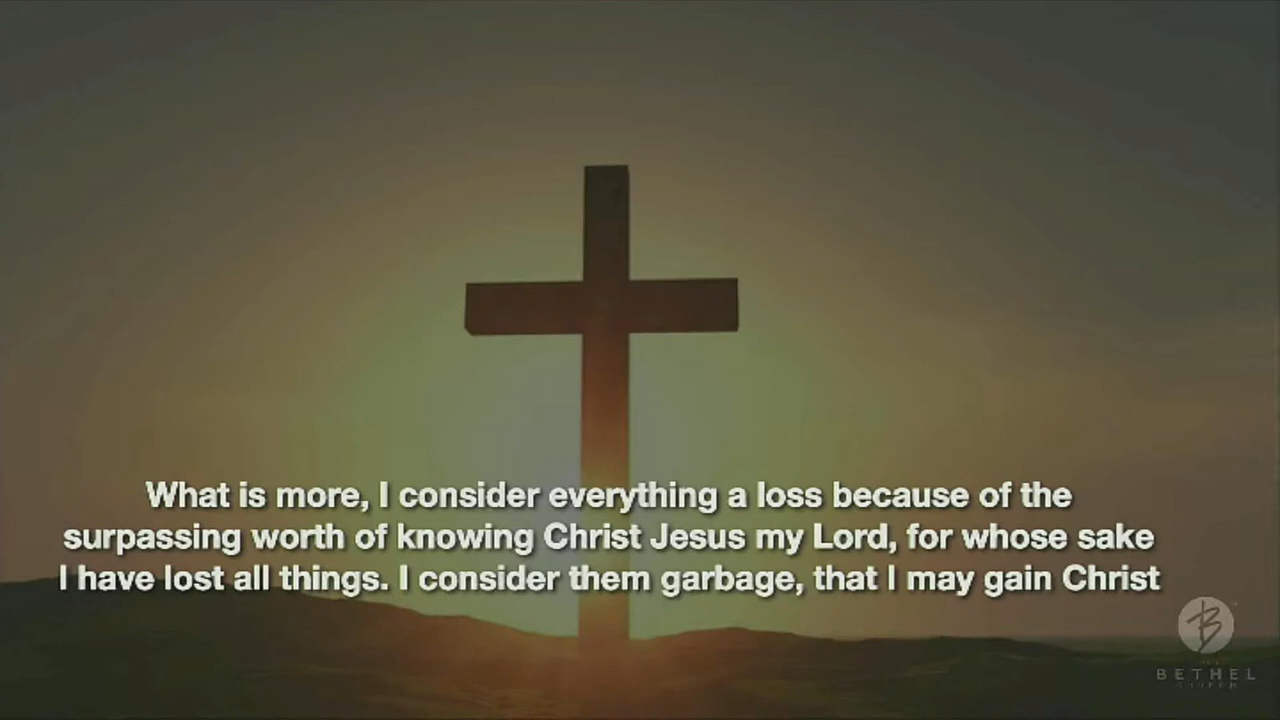 What is more, I consider everything a loss because of the
surpassing worth of knowing Christ Jesus my Lord, for whose sake
I have lost all things. I consider them garbage, that I may gain Christ
B
BETHEL
CHURCH